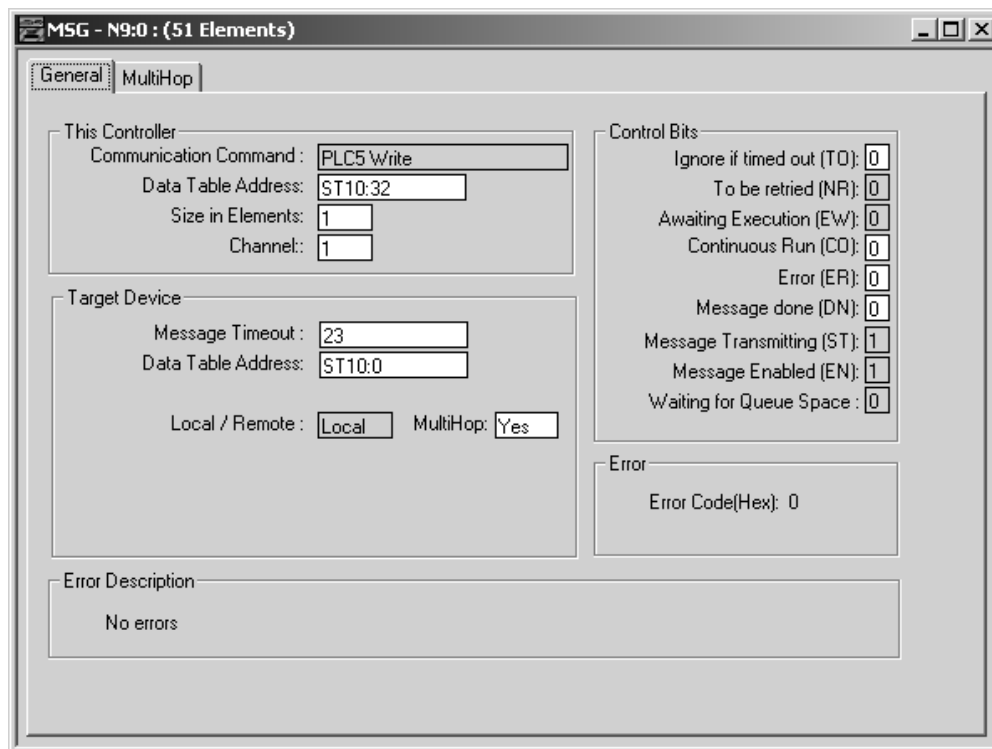 MSG - N9:0 : (51 Elements)
General MultiHop
This Controller
Communication Command : PLC5 Write
Data Table Address: ST10:32
Size in Elements: 1
Channel:: 1
Target Device
Message Timeout : 23
Data Table Address: ST10:0
Local / Remote : Local MultiHop: Yes
Control Bits
Ignore if timed out (TO): 0
To be retried (NR): 0
Awaiting Execution (EW): 0
Continuous Run (CO): 0
Error (ER): 0
Message done (DN): 0
Message Transmitting (ST): 1
Message Enabled (EN): 1
Waiting for Queue Space : 0
Error
Error Code(Hex): 0
Error Description
No errors